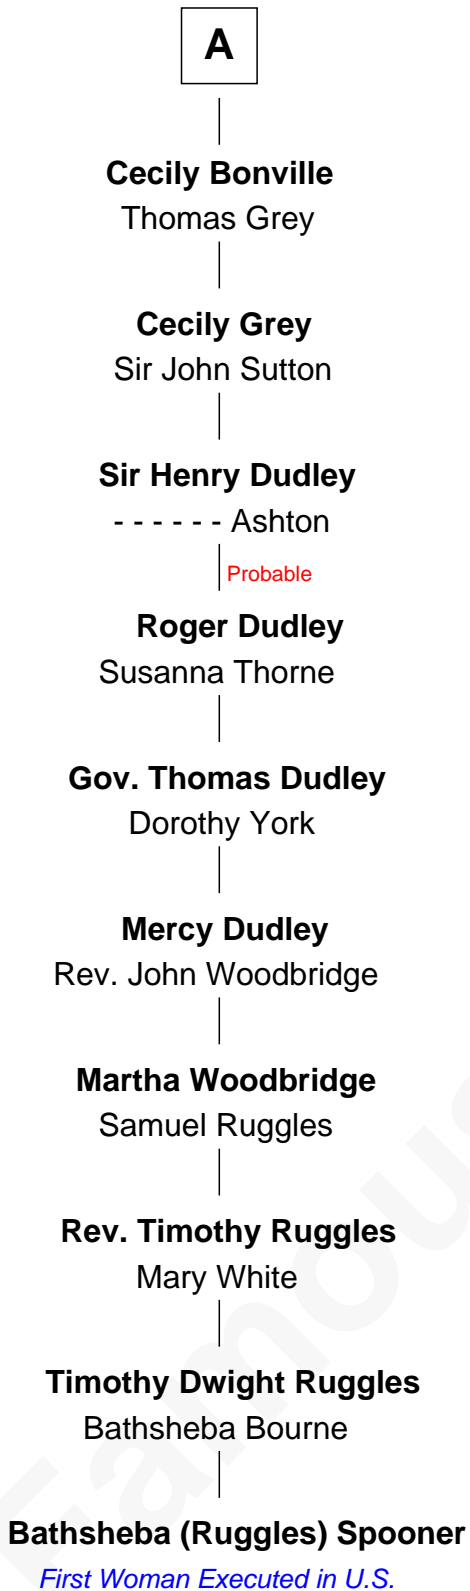 A
Cecily Bonville
Thomas Grey
Cecily Grey
Sir John Sutton
Sir Henry Dudley
- - - - - - Ashton
Probable
Roger Dudley
Susanna Thorne
Gov. Thomas Dudley
Dorothy York
Mercy Dudley
Rev. John Woodbridge
Martha Woodbridge
Samuel Ruggles
Rev. Timothy Ruggles
Mary White
Timothy Dwight Ruggles
Bathsheba Bourne
Bathsheba (Ruggles) Spooner
First Woman Executed in U.S.
Famous